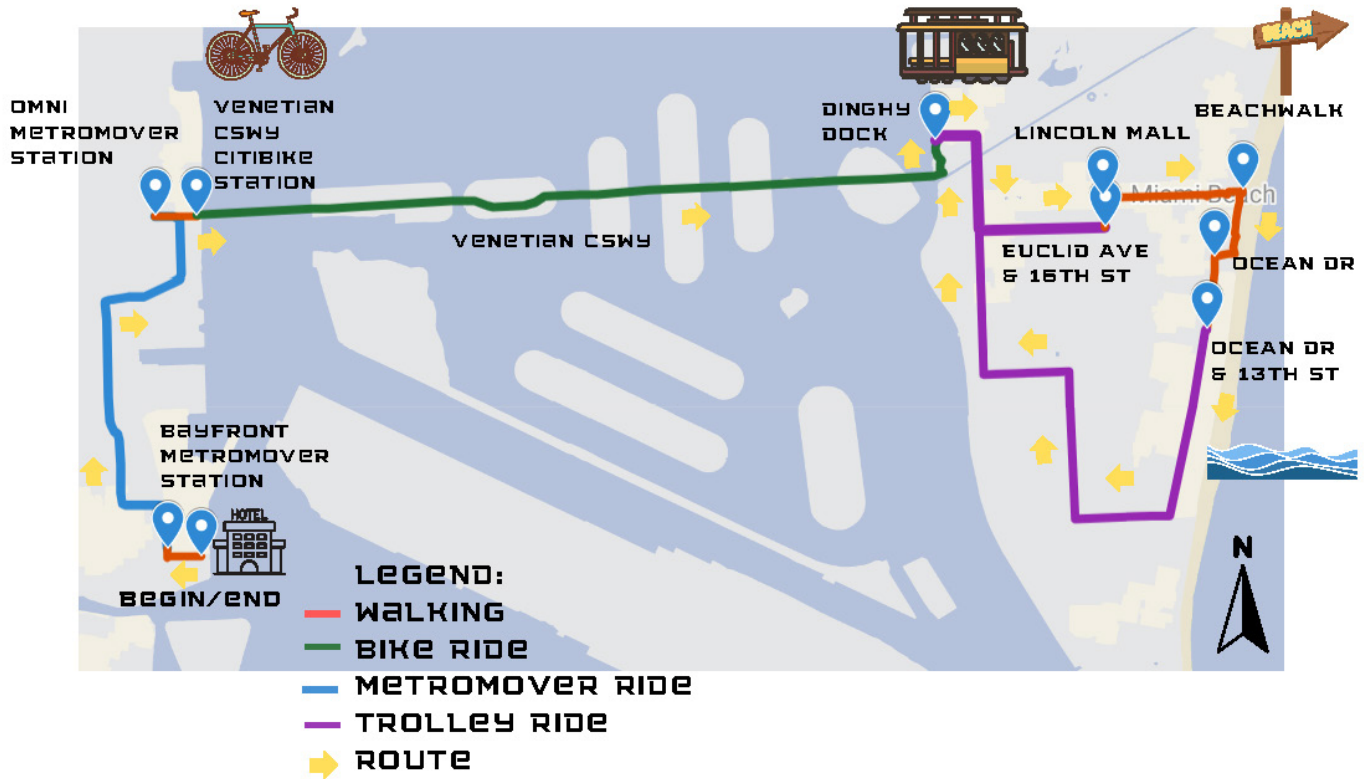 OMNI
METROMOVER
STATION
VENETIAN
CSWY
CITIBIKE
STATION
DINGHY
DOCK
LINCOLN MALL
BEACH
BEACHWALK
Miami Beach
VENETIAN CSWY
EUCLID AVE
& 16TH ST
OCEAN DR
OCEAN DR
& 13TH ST
BAYFRONT
METROMOVER
STATION
HOTEL
BEGIN/END
N
LEGEND:
WALKING
BIKE RIDE
METROMOVER RIDE
TROLLEY RIDE
ROUTE